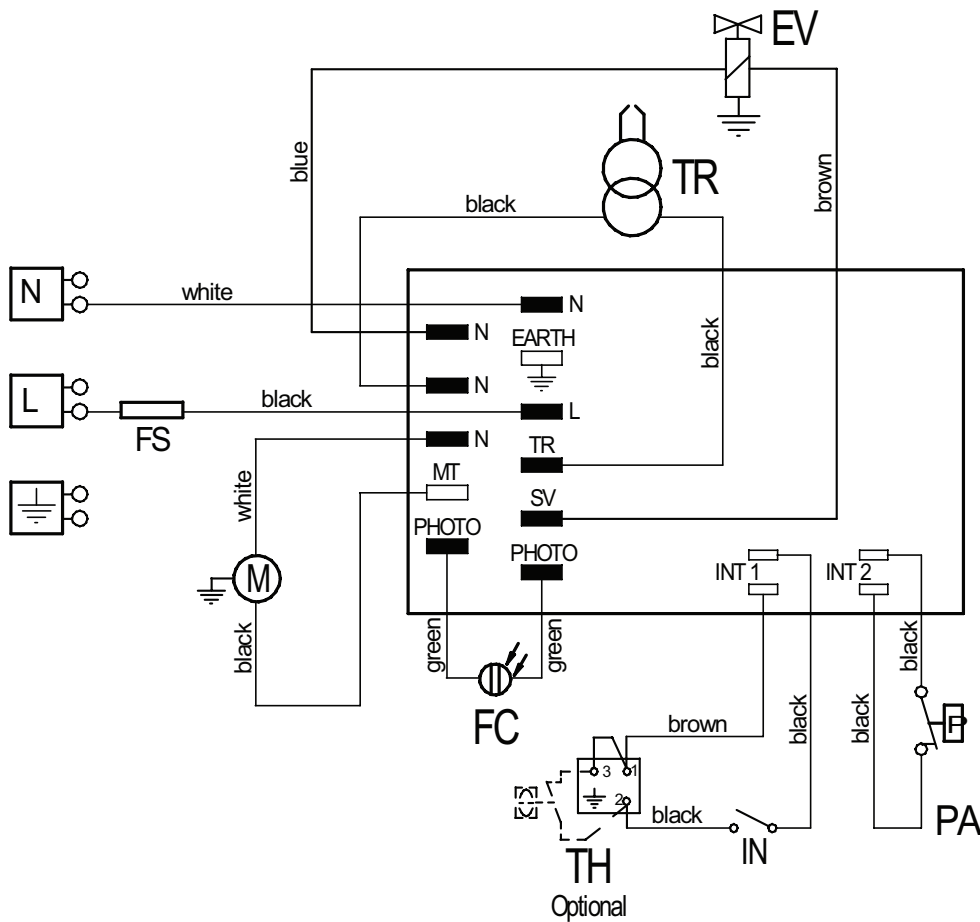 EV
TR
blue
black
brown
N
white
N
N
EARTH
black
N
L
black
L
FS
N
TR
MT
SV
white
PHOTO
PHOTO
INT 1
INT 2
M
black
green
green
black
black
black
FC
brown
P
3
1
2
black
PA
IN
TH
Optional